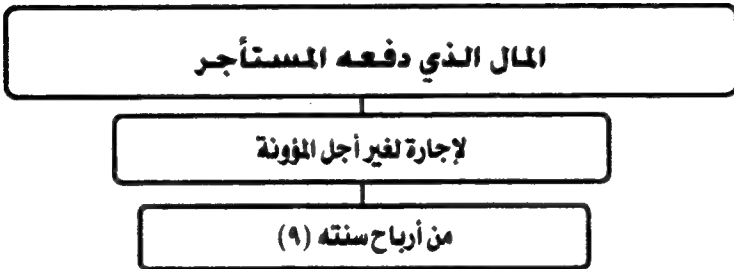 المال الذي دفعه المستأجر
لإجارة لغير أجل المؤونة
من أرباح سنته (٩)